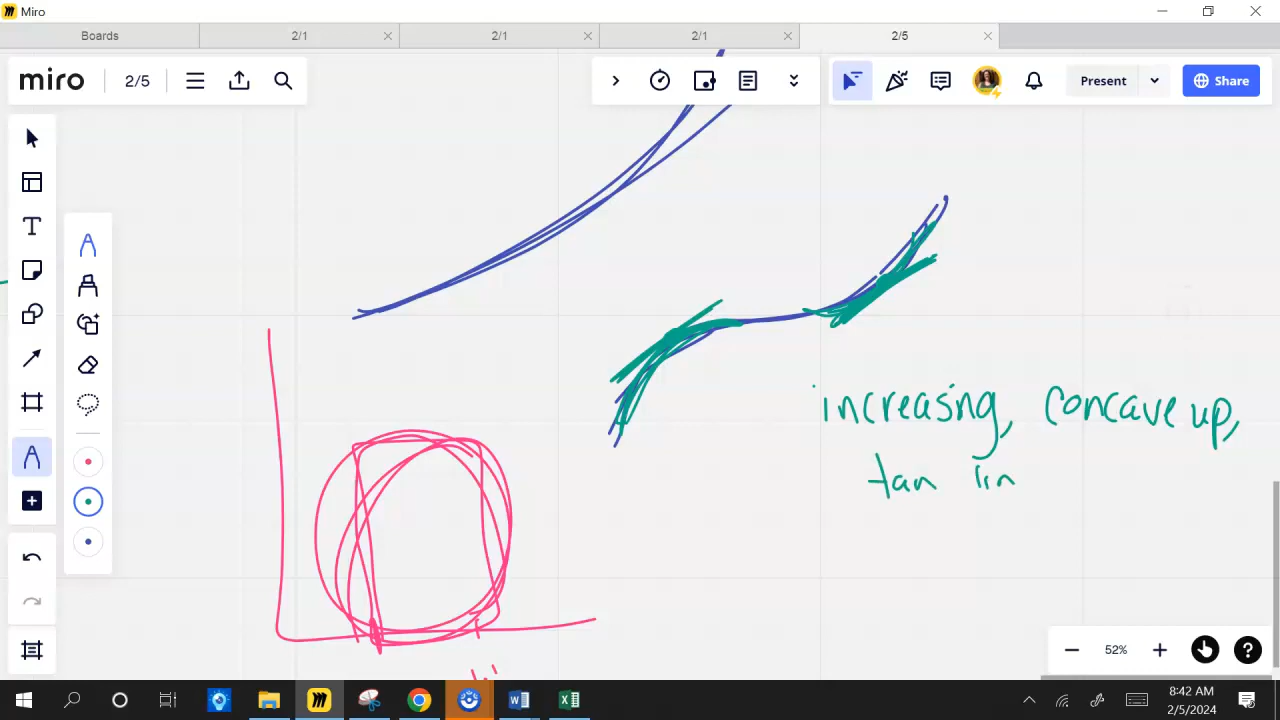 Miro
Boards
2/1
2/1
2/1
2/5
miro
2/5
Present
Share
increasing, concave up,
tan lin
52%
8:42 AM
2/5/2024